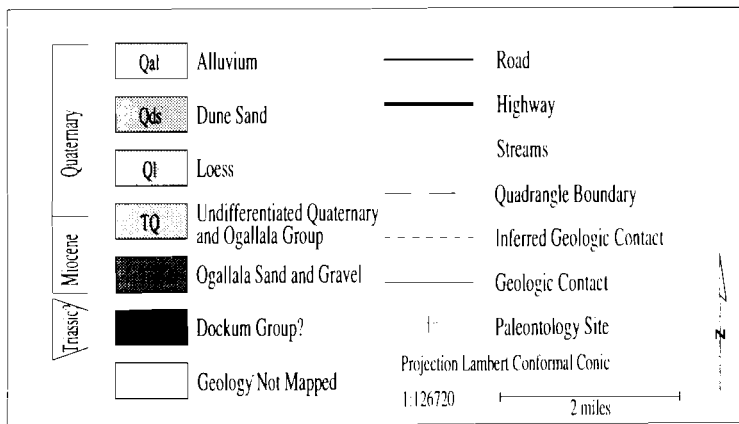 Quaternary
Miocene
Triassic?
Qal Alluvium
Qds Dune Sand
Ql Loess
TQ Undifferentiated Quaternary
and Ogallala Group
Ogallala Sand and Gravel
Dockum Group?
Geology Not Mapped
Road
Highway
Streams
Quadrangle Boundary
Inferred Geologic Contact
Geologic Contact
Paleontology Site
Projection Lambert Conformal Conic
1:126720
2 miles
N